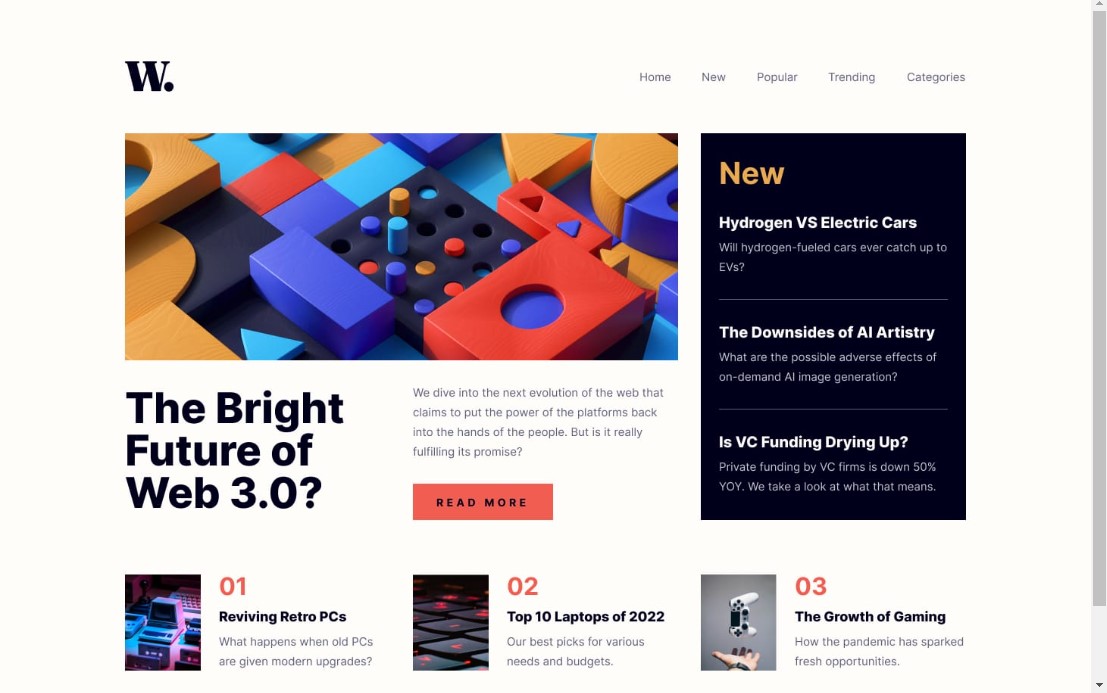 W.
Home New Popular Trending Categories
New
Hydrogen VS Electric Cars
Will hydrogen-fueled cars ever catch up to
EVs?
The Downsides of AI Artistry
What are the possible adverse effects of
on-demand AI image generation?
Is VC Funding Drying Up?
Private funding by VC firms is down 50%
YOY. We take a look at what that means.
The Bright
Future of
Web 3.0?
We dive into the next evolution of the web that
claims to put the power of the platforms back
into the hands of the people. But is it really
fulfilling its promise?
READ MORE
01
Reviving Retro PCs
What happens when old PCs
are given modern upgrades?
02
Top 10 Laptops of 2022
Our best picks for various
needs and budgets.
03
The Growth of Gaming
How the pandemic has sparked
fresh opportunities.